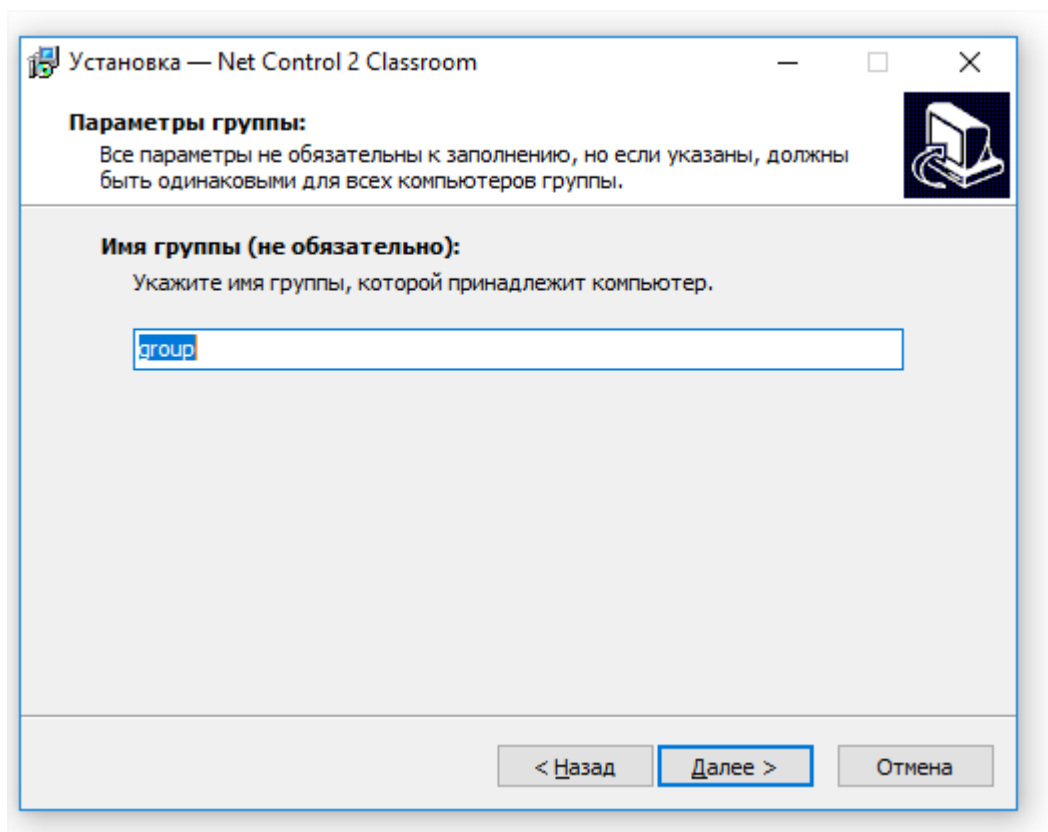 Установка — Net Control 2 Classroom
Параметры группы:
Все параметры не обязательны к заполнению, но если указаны, должны
быть одинаковыми для всех компьютеров группы.
Имя группы (не обязательно):
Укажите имя группы, которой принадлежит компьютер.
group
< Назад Далее > Отмена